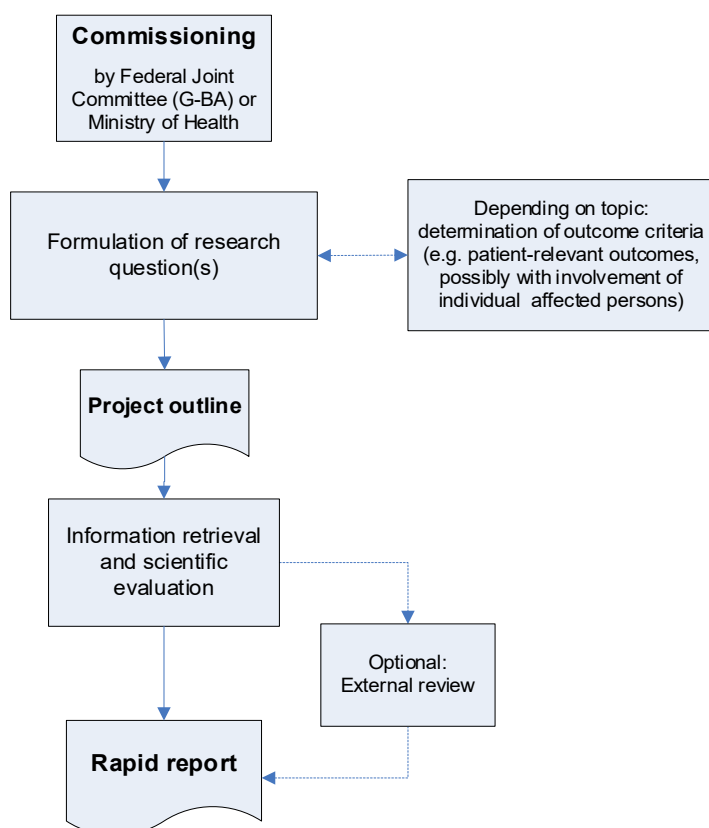 Commissioning
by Federal Joint
Committee (G-BA) or
Ministry of Health
Formulation of research
question(s)
Depending on topic:
determination of outcome criteria
(e.g. patient-relevant outcomes,
possibly with involvement of
individual affected persons)
Project outline
Information retrieval
and scientific
evaluation
Optional:
External review
Rapid report